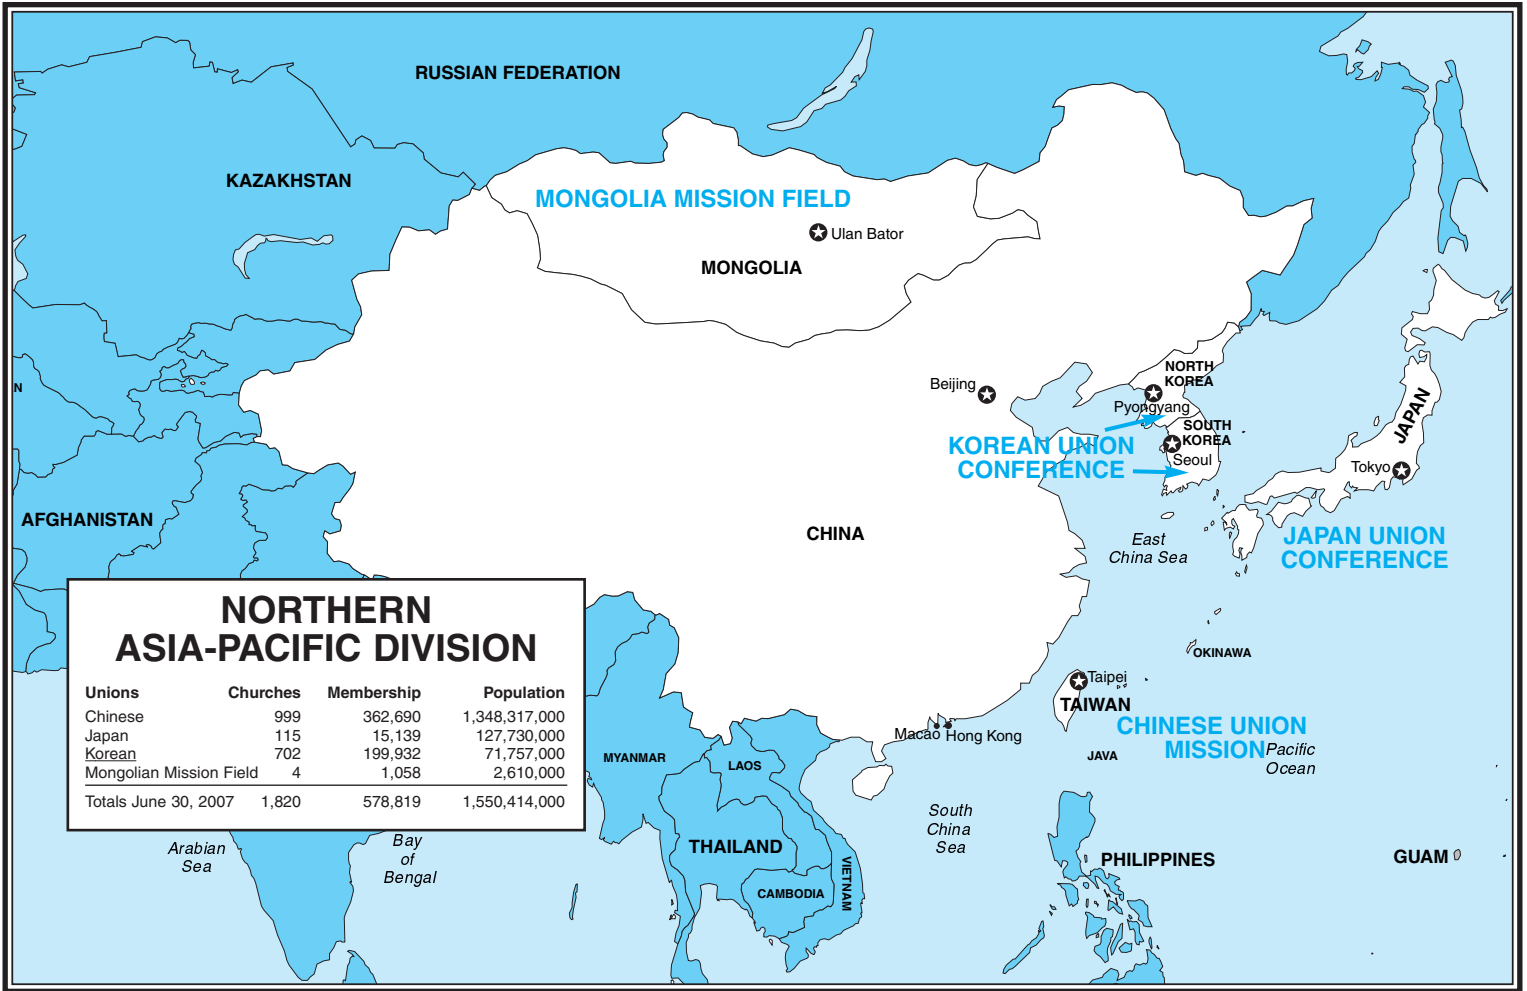 RUSSIAN FEDERATION
KAZAKHSTAN
MONGOLIA MISSION FIELD
Ulan Bator
MONGOLIA
N
Beijing
NORTH
KOREA
Pyongyang
SOUTH
KOREA
Seoul
KOREAN UNION
CONFERENCE
JAPAN
Tokyo
AFGHANISTAN
CHINA
East
China Sea
JAPAN UNION
CONFERENCE
NORTHERN
ASIA-PACIFIC DIVISION
Unions Churches Membership Population
Chinese 999 362,690 1,348,317,000
Japan 115 15,139 127,730,000
Korean 702 199,932 71,757,000
Mongolian Mission Field 4 1,058 2,610,000
Totals June 30, 2007 1,820 578,819 1,550,414,000
OKINAWA
Taipei
TAIWAN
Macao
Hong Kong
CHINESE UNION
MISSION
Pacific
Ocean
JAVA
MYANMAR
LAOS
South
China
Sea
Arabian
Sea
Bay
of
Bengal
THAILAND
VIETNAM
CAMBODIA
PHILIPPINES
GUAM